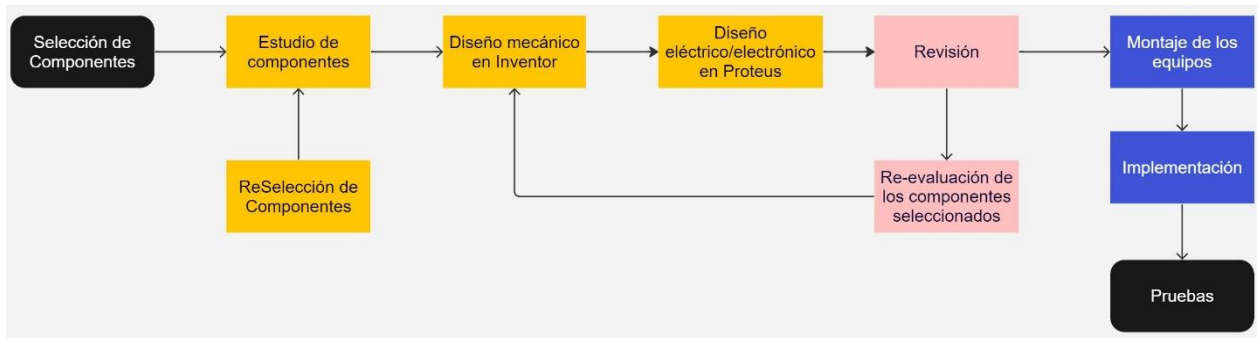 Selección de
Componentes
Estudio de
componentes
Diseño mecánico
en Inventor
Diseño
eléctrico/electrónico
en Proteus
Revisión
Montaje de los
equipos
ReSelección de
Componentes
Re-evaluación de
los componentes
seleccionados
Implementación
Pruebas